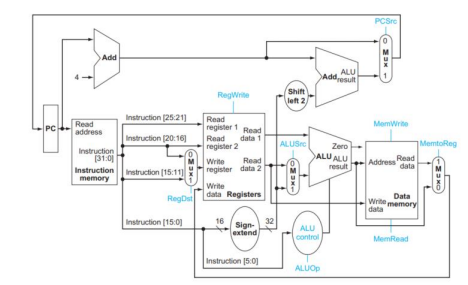 PCSrc
Add
4
0
M
u
x
1
ALU
Add result
Shift
left 2
RegWrite
PC
Read
address
Instruction
[31:0]
Instruction
memory
Instruction [25:21]
Instruction [20:16]
Instruction [15:11]
0
M
u
x
1
RegDst
Read
register 1
Read
register 2
Write
register
Write
data
Read
data 1
Read
data 2
Registers
ALUSrc
0
M
u
x
1
Zero
ALU
ALU
result
MemWrite
Address
Read
data
Write
data
Data
memory
MemRead
MemtoReg
1
M
u
x
0
Instruction [15:0]
16
Sign-
extend
32
Instruction [5:0]
ALU
control
ALUOp